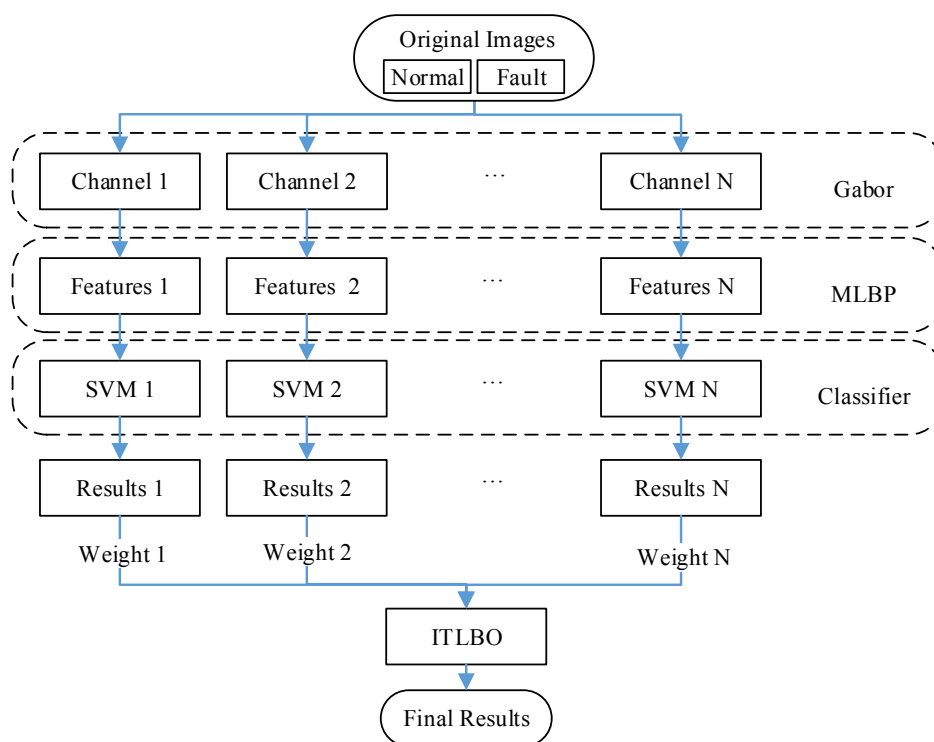 Original Images
Normal Fault
Channel 1 Channel 2 ... Channel N Gabor
Features 1 Features 2 ... Features N MLBP
SVM 1 SVM 2 ... SVM N Classifier
Results 1 Results 2 ... Results N
Weight 1 Weight 2 Weight N
ITLBO
Final Results